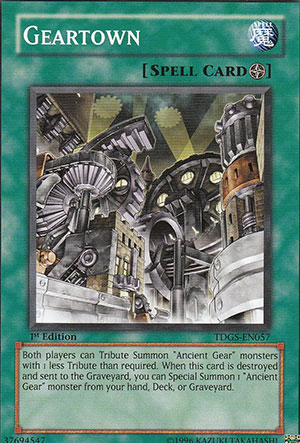 GEARTOWN
[SPELL CARD]
1st Edition
TDGS-EN057
Both players can Tribute Summon "Ancient Gear" monsters
with 1 less Tribute than required. When this card is destroyed
and sent to the Graveyard, you can Special Summon 1 "Ancient
Gear" monster from your hand, Deck, or Graveyard.
37694547
©1996 KAZUKI TAKAHASHI